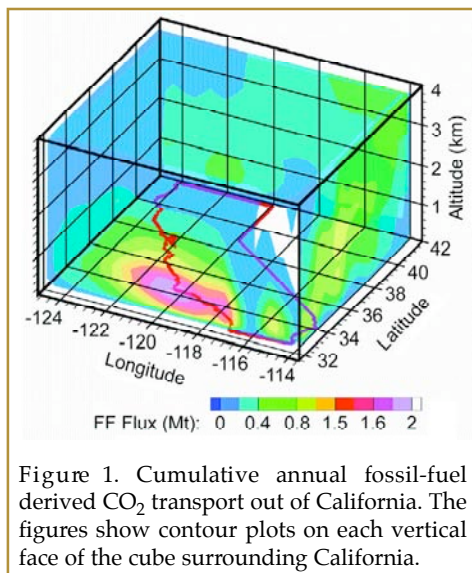 4
3
2
1
Altitude (km)
42
40
38
36
34
32
Latitude
-124
-122
-120
-118
-116
-114
Longitude
FF Flux (Mt): 0 0.4 0.8 1.5 1.6 2
Figure 1. Cumulative annual fossil-fuel
derived CO₂ transport out of California. The
figures show contour plots on each vertical
face of the cube surrounding California.